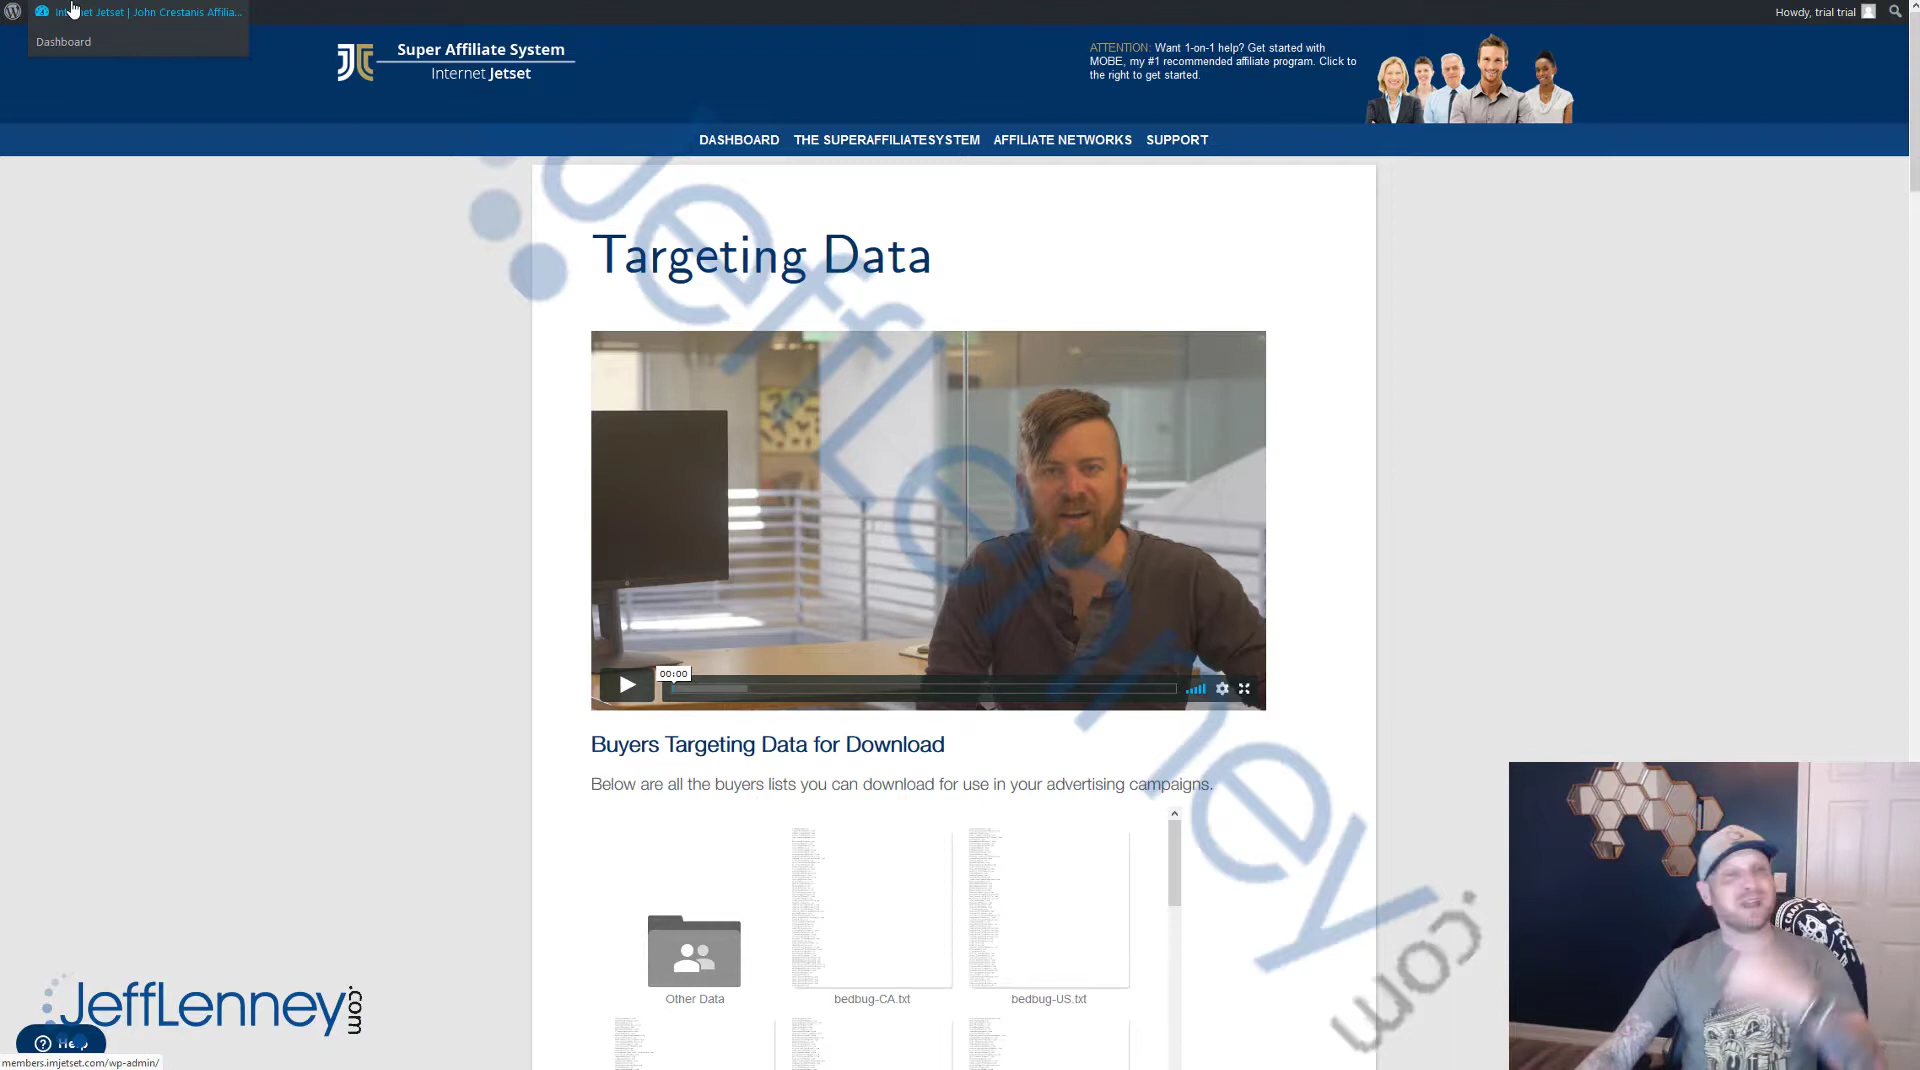 Internet Jetset | John Crestanis Affilia...
Howdy, trial trial
Dashboard
Super Affiliate System
Internet Jetset
ATTENTION: Want 1-on-1 help? Get started with
MOBE, my #1 recommended affiliate program. Click to
the right to get started.
DASHBOARD THE SUPERAFFILIATESYSTEM AFFILIATE NETWORKS SUPPORT
Targeting Data
00:00
Buyers Targeting Data for Download
Below are all the buyers lists you can download for use in your advertising campaigns.
Other Data
bedbug-CA.txt
bedbug-US.txt
JeffLenney.com
JeffLenney.com
Help
members.imjetset.com/wp-admin/